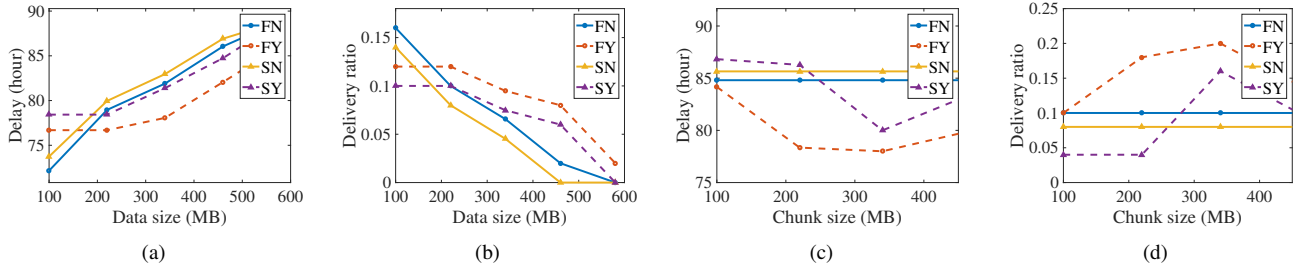 90
85
80
75
Delay (hour)
100 200 300 400 500 600
Data size (MB)
FN
FY
SN
SY
(a)
0.15
0.1
0.05
0
Delivery ratio
100 200 300 400 500 600
Data size (MB)
FN
FY
SN
SY
(b)
90
85
80
75
Delay (hour)
100 200 300 400
Chunk size (MB)
FN
FY
SN
SY
(c)
0.25
0.2
0.15
0.1
0.05
0
Delivery ratio
100 200 300 400
Chunk size (MB)
FN
FY
SN
SY
(d)